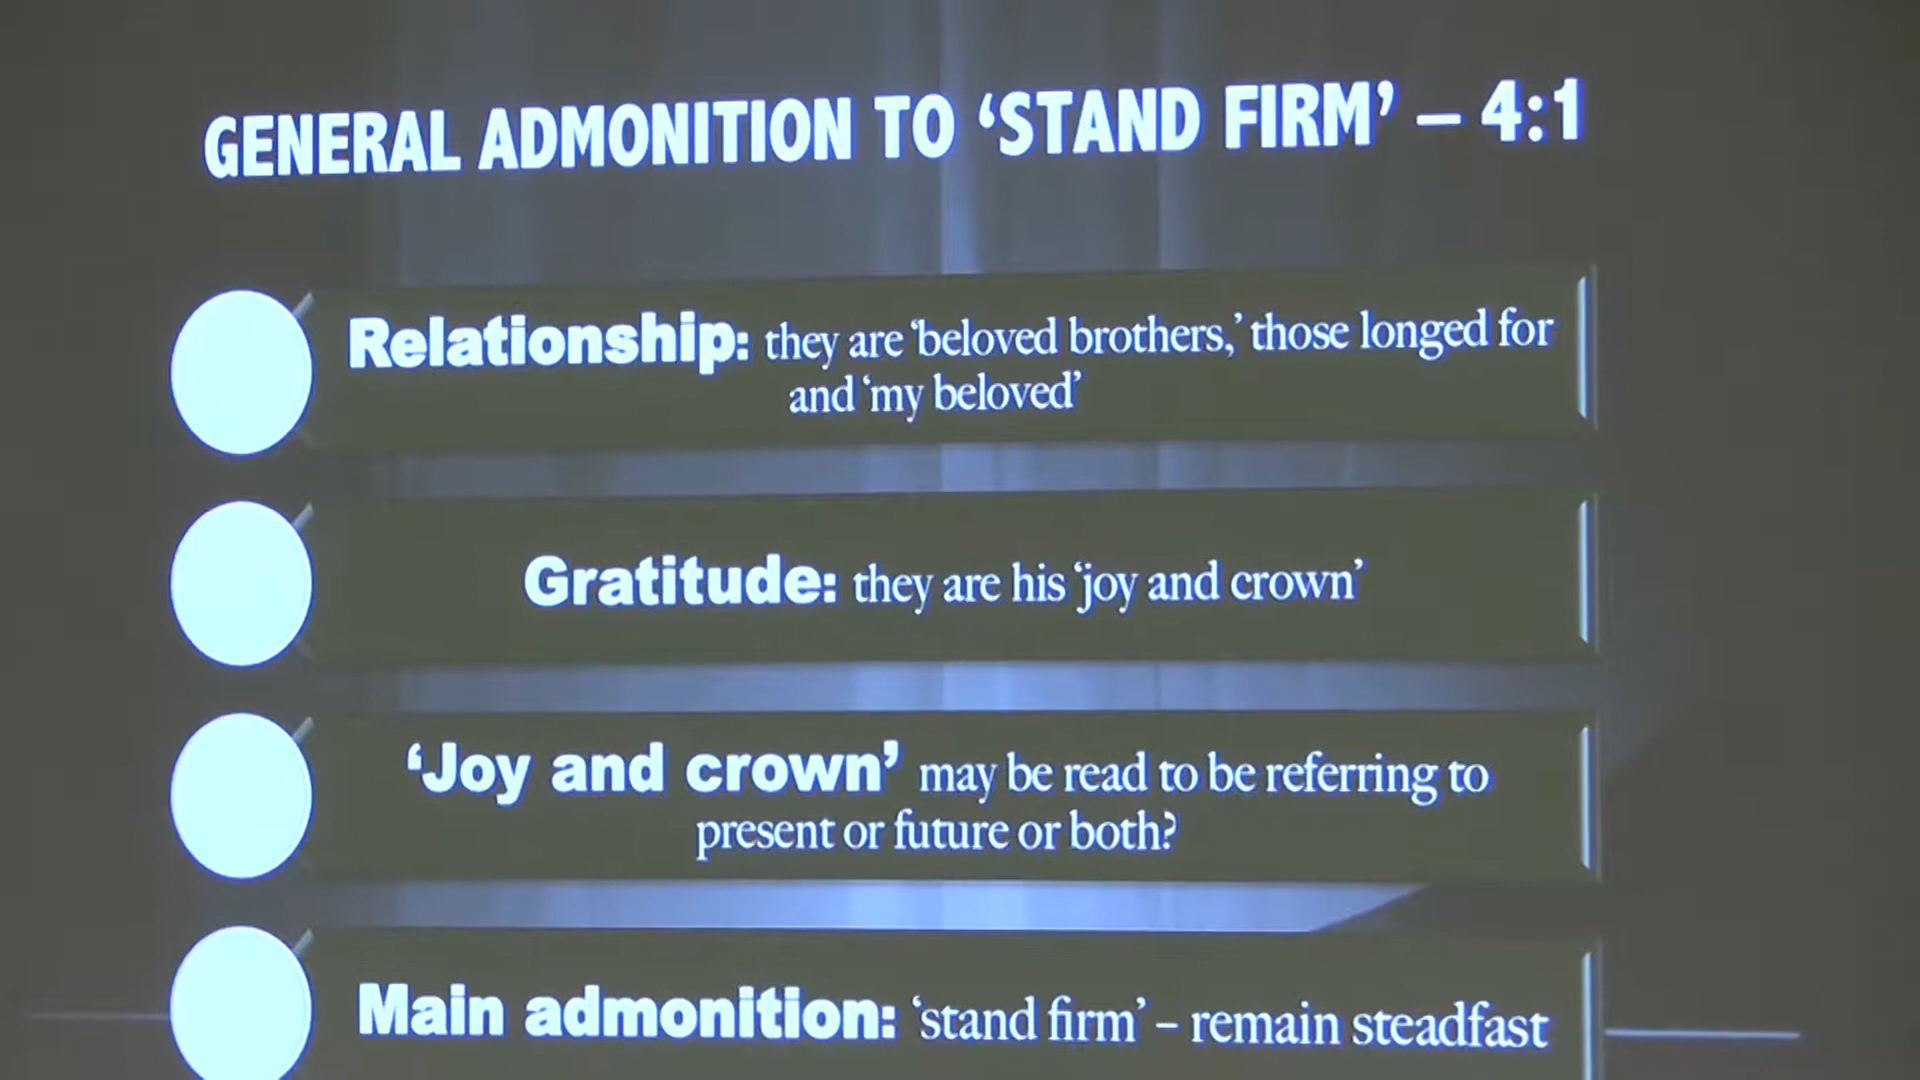 GENERAL ADMONITION TO ‘STAND FIRM’ – 4:1
Relationship: they are ‘beloved brothers,’ those longed for
and ‘my beloved’
Gratitude: they are his ‘joy and crown’
‘Joy and crown’ may be read to be referring to
present or future or both?
Main admonition: ‘stand firm’ – remain steadfast